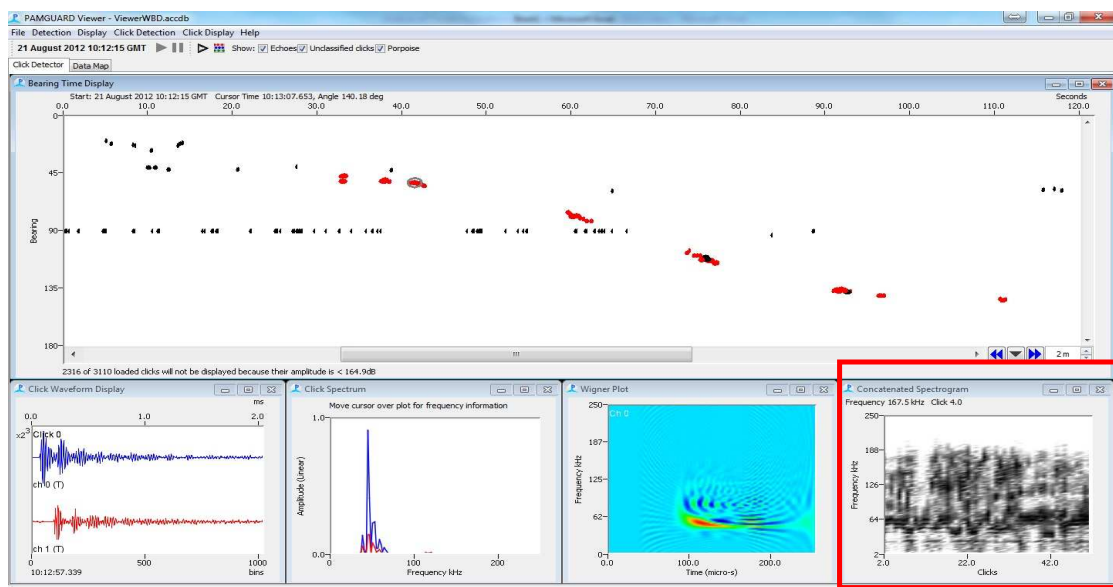 PAMGUARD Viewer - ViewerWBD.accdb
File Detection Display Click Detection Click Display Help
21 August 2012 10:12:15 GMT Show: Echoes Unclassified clicks Porpoise
Click Detector Data Map
Bearing Time Display
Start: 21 August 2012 10:12:15 GMT Cursor Time 10:13:07.653, Angle 140.18 deg Seconds
0.0 10.0 20.0 30.0 40.0 50.0 60.0 70.0 80.0 90.0 100.0 110.0 120.0
0
45
90
135
180
Bearing
2 m
2316 of 3110 loaded clicks will not be displayed because their amplitude is < 164.9dB
Click Waveform Display
ms
0.0 1.0 2.0
x2^3
Click 0
ch 0 (T)
ch 1 (T)
0 500 1000
10:12:57.339 bins
Click Spectrum
Move cursor over plot for frequency information
1.0
0.0
Amplitude (Linear)
0 100 200
Frequency kHz
Wigner Plot
Ch 0
250
187
125
62
0
Frequency kHz
0.0 100.0 200.0
Time (micro-s)
Concatenated Spectrogram
Frequency 167.5 kHz Click 4.0
250
188
126
64
2
Frequency kHz
2.0 22.0 42.0
Clicks